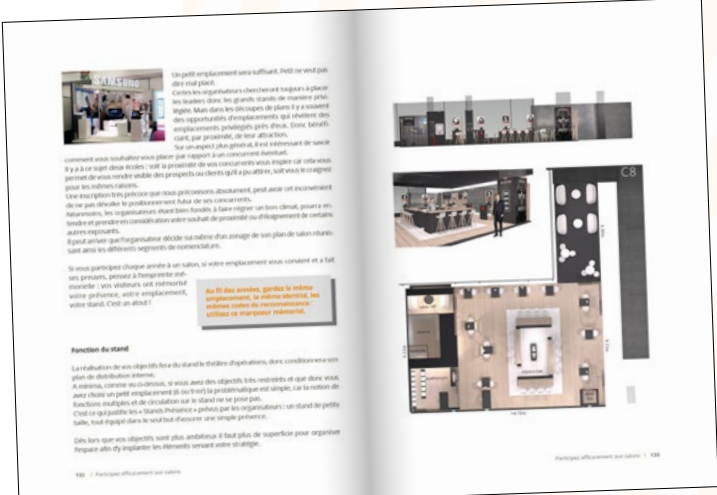 SAMSUNG
Un petit emplacement sera suffisant. Petit ne veut pas
dire mal placé.
Certes les organisateurs chercheront toujours à placer
les leaders donc les grands stands de manière privi-
légiée. Mais dans les découpes de plans il y a souvent
des opportunités d'emplacements qui révèlent des
emplacements privilégiés près d'eux. Donc bénéfi-
ciant, par proximité, de leur attraction.
Sur un aspect plus général, il est intéressant de savoir
comment vous souhaitez vous placer par rapport à un concurrent éventuel.
Il y a à ce sujet deux écoles : soit la proximité de vos concurrents vous inspire car cela vous
permet de vous rendre visible des prospects ou clients qu'il a pu attirer, soit vous le craignez
pour les mêmes raisons.
Une inscription très précoce que nous préconisons absolument, peut avoir cet inconvénient
de ne pas dévoiler le positionnement futur de ses concurrents.
Néanmoins, les organisateurs étant bien fondés à faire régner un bon climat, pourra en-
tendre et prendre en considération votre souhait de proximité ou d'éloignement de certains
autres exposants.
Il peut arriver que l'organisateur décide lui même d'un zonage de son plan de salon réunis-
sant ainsi les différents segments de nomenclature.
Si vous participez chaque année à un salon, si votre emplacement vous convient et a fait
ses preuves, pensez à l'empreinte mé-
morielle : vos visiteurs ont mémorisé
votre présence, votre emplacement,
votre stand. C'est un atout !
Au fil des années, gardez le même
emplacement, la même identité, les
mêmes codes de reconnaissance :
utilisez ce marqueur mémoriel.
Fonction du stand
La réalisation de vos objectifs fera du stand le théâtre d'opérations, donc conditionnera son
plan de distribution interne.
A minima, comme vu ci-dessus, si vous avez des objectifs très restreints et que donc vous
avez choisi un petit emplacement (6 ou 9 m²) la problématique est simple, car la notion de
fonctions multiples et de circulation sur le stand ne se pose pas.
C'est ce qui justifie les « Stands Présence » prévus par les organisateurs : un stand de petite
taille, tout équipé dans le seul but d'assurer une simple présence.
Dès lors que vos objectifs sont plus ambitieux il faut plus de superficie pour organiser
l'espace afin d'y implanter les éléments servant votre stratégie.
132 | Participez efficacement aux salons
C8
Participez efficacement aux salons | 133